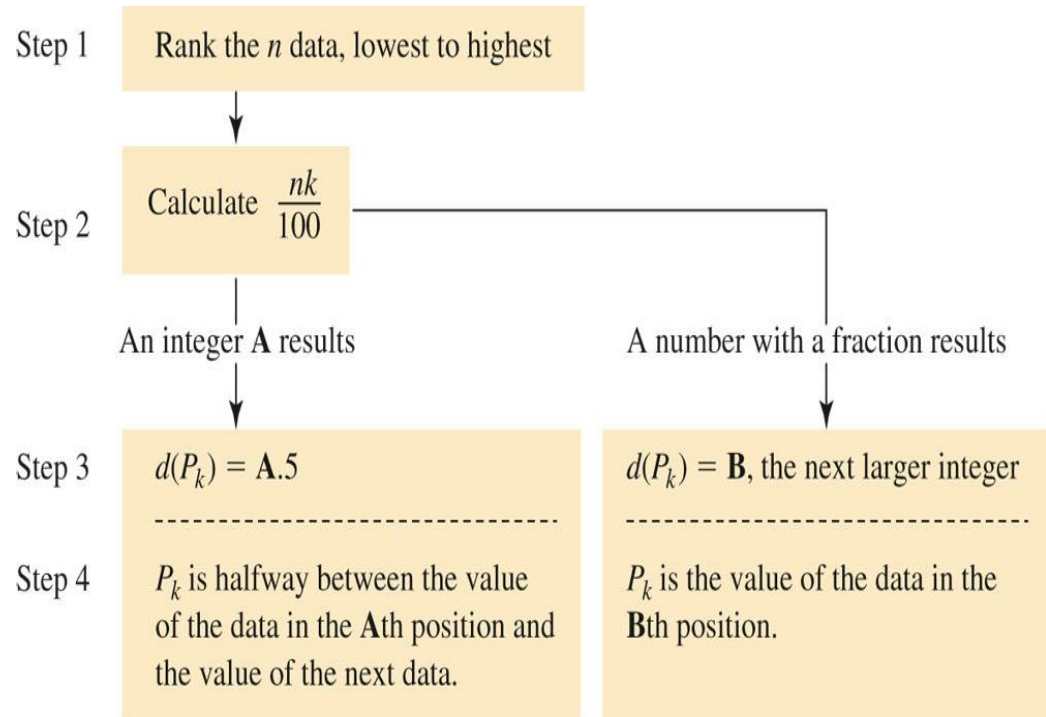 Step 1
Rank the n data, lowest to highest
Step 2
Calculate nk/100
An integer A results
A number with a fraction results
Step 3
d(Pk) = A.5
d(Pk) = B, the next larger integer
Step 4
Pk is halfway between the value
of the data in the Ath position and
the value of the next data.
Pk is the value of the data in the
Bth position.